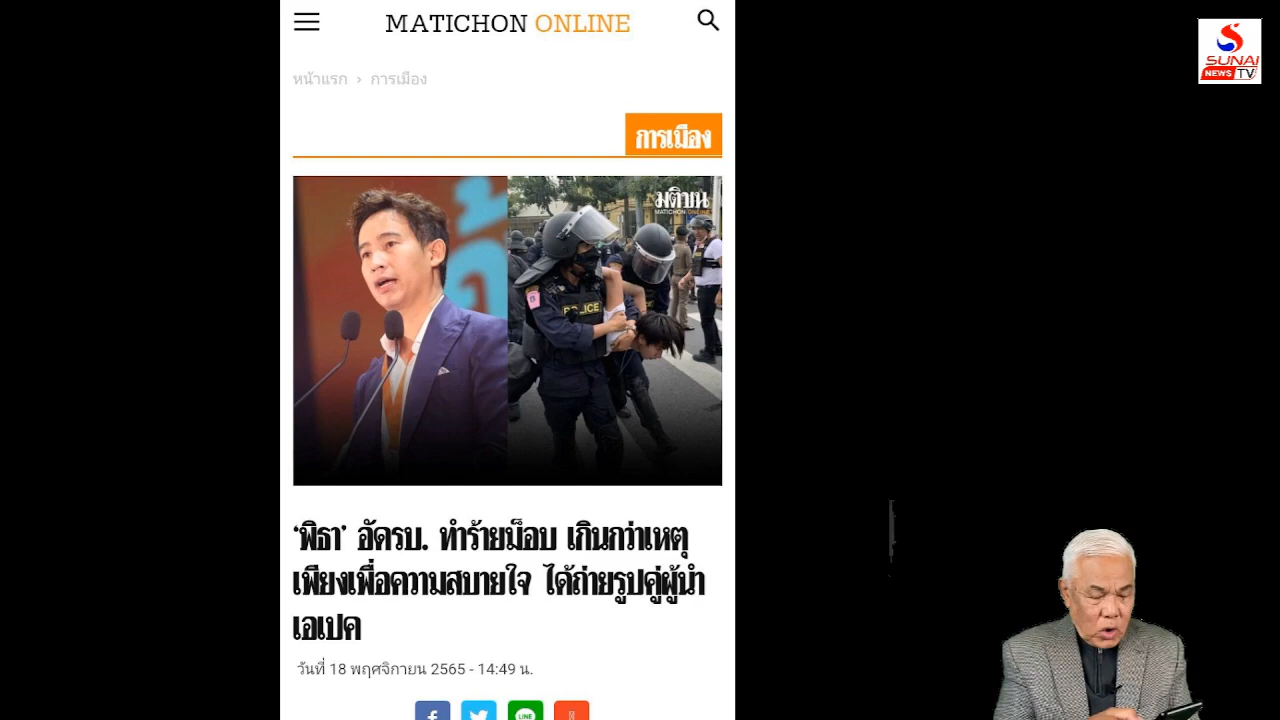 MATICHON ONLINE
SUNAI
NEWS TV
หน้าแรก › การเมือง
การเมือง
มติชน
MATICHON ONLINE
POLICE
‘พิธา’ อัดรบ. ทำร้ายม็อบ เกินกว่าเหตุ
เพียงเพื่อความสบายใจ ได้ถ่ายรูปคู่ผู้นำ
เอเปค
วันที่ 18 พฤศจิกายน 2565 - 14:49 น.
LINE